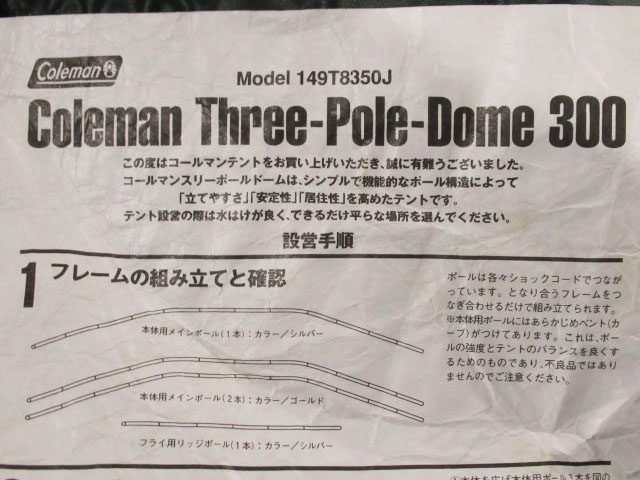 Coleman
Model 149T8350J
Coleman Three-Pole-Dome 300
この度はコールマンテントをお買い上げいただき、誠に有難うございました。
コールマンスリーポールドームは、シンプルで機能的なポール構造によって
「立てやすさ」「安定性」「居住性」を高めたテントです。
テント設営の際は水はけが良く、できるだけ平らな場所を選んでください。
設営手順
1 フレームの組み立てと確認
本体用メインポール(1本):カラー/シルバー
本体用メインポール(2本):カラー/ゴールド
フライ用リッジポール(1本):カラー/シルバー
ポールは各々ショックコードでつなが
っています。となり合うフレームをつ
なぎ合わせるだけで組み立てられます。
※本体用ポールにはあらかじめベント(カ
ーブ)がつけてあります。これは、ポー
ルの強度とテントのバランスを良くす
るためのものであり、不良品ではあり
ませんのでご注意ください。